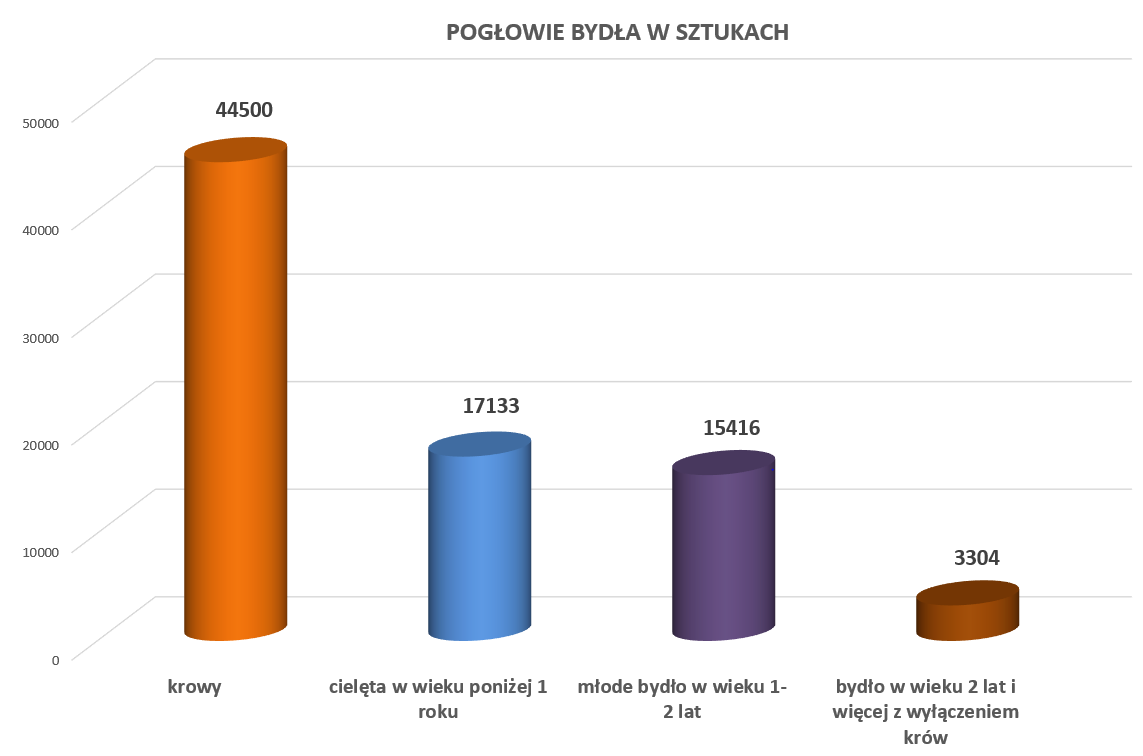 POGŁOWIE BYDŁA W SZTUKACH
50000
40000
30000
20000
10000
0
44500
17133
15416
3304
krowy
cielęta w wieku poniżej 1
roku
młode bydło w wieku 1-
2 lat
bydło w wieku 2 lat i
więcej z wyłączeniem
krów